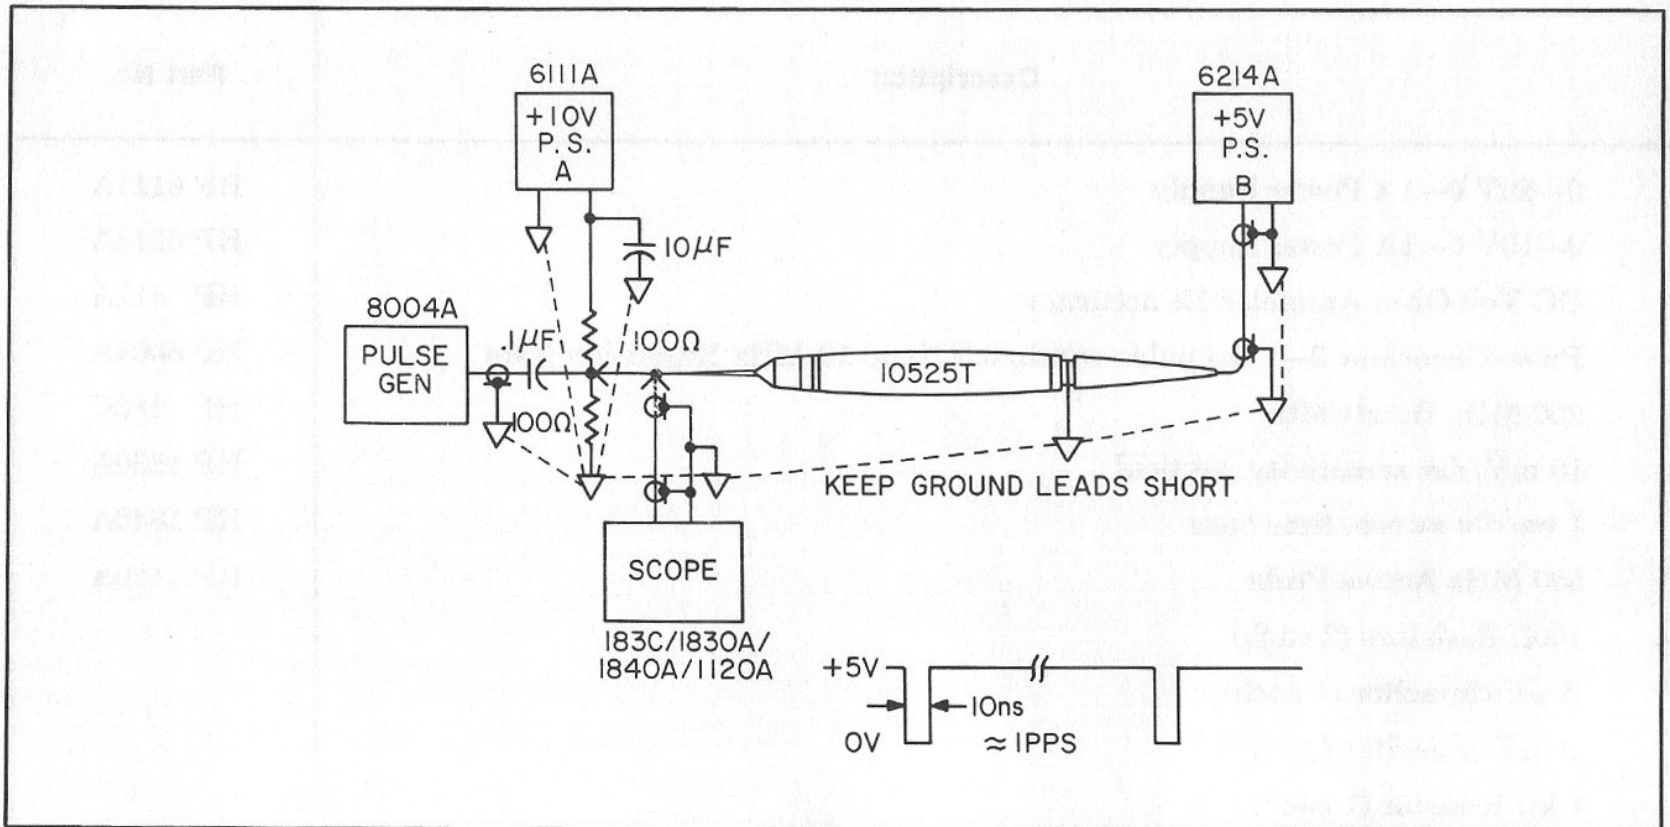 6111A
+10V
P.S.
A
6214A
+5V
P.S.
B
10μF
8004A
PULSE
GEN
.1μF
100Ω
100Ω
10525T
KEEP GROUND LEADS SHORT
SCOPE
183C/1830A/
1840A/1120A
+5V
10ns
0V
≈ 1PPS